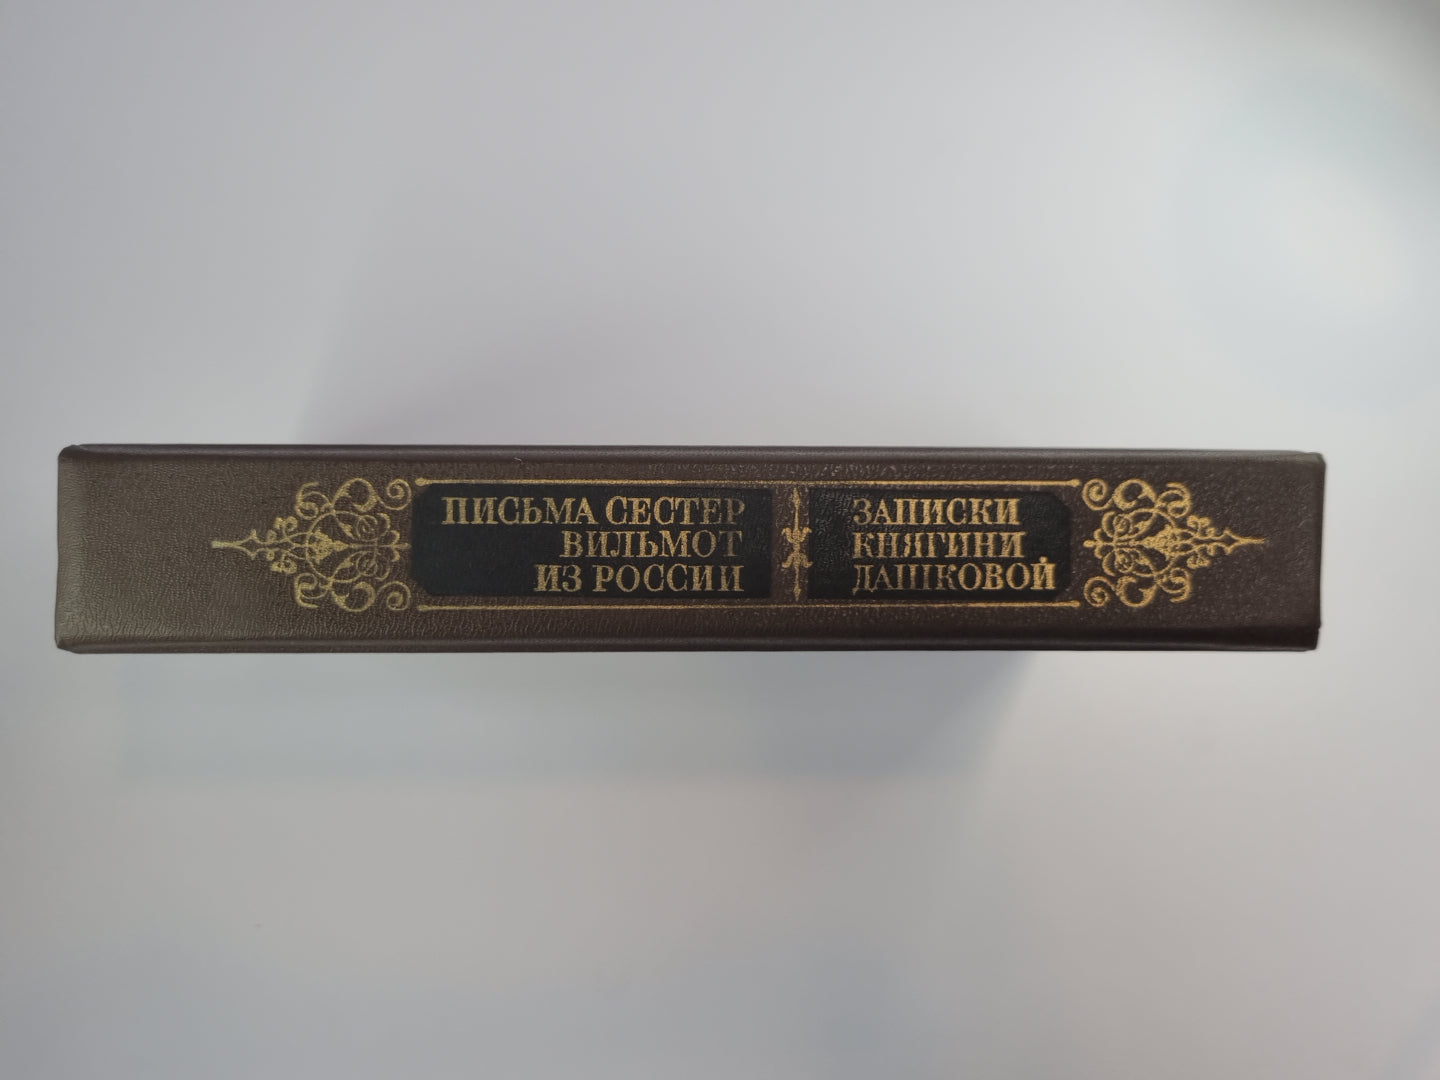 ПИСЬМА СЕСТЕР
ВИЛЬМОТ
ИЗ РОССИИ
ЗАПИСКИ
КНЯГИНИ
ДАШКОВОЙ